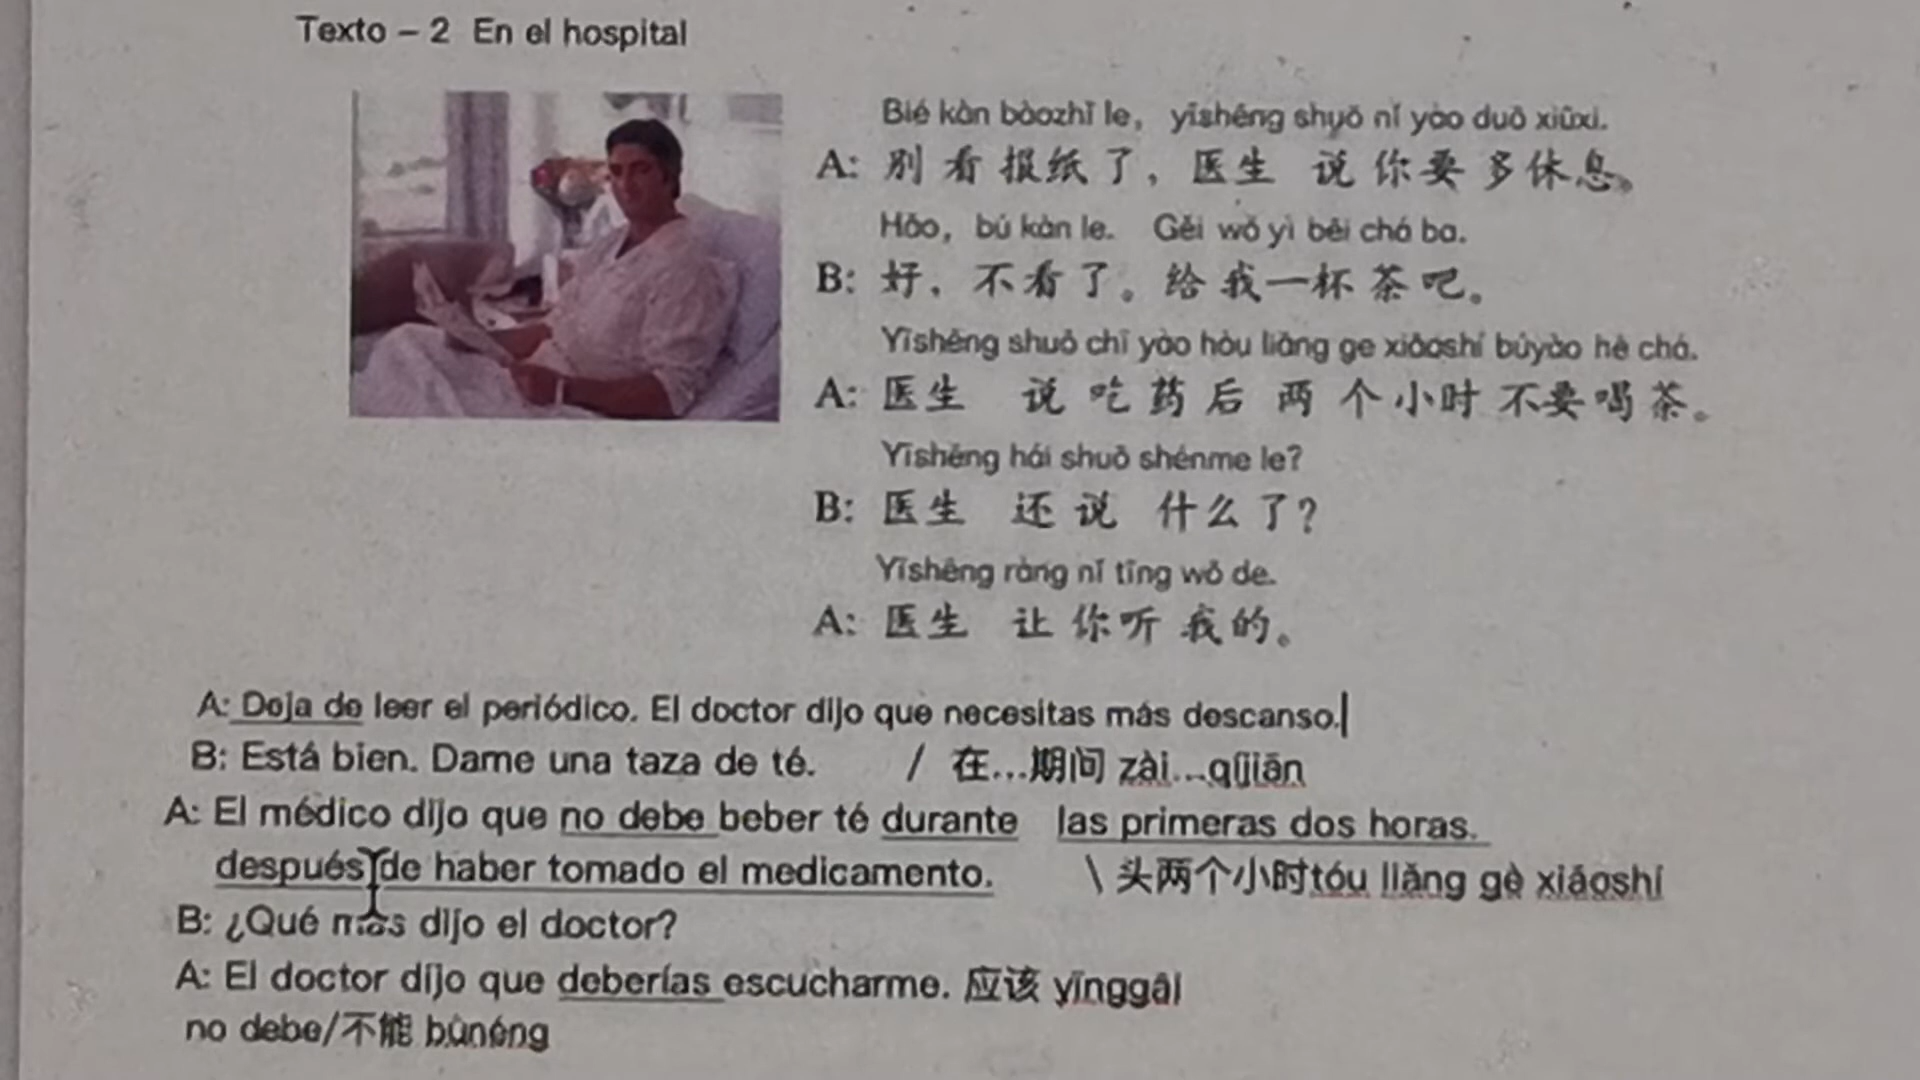 Texto – 2 En el hospital
Bié kàn bàozhǐ le, yīshēng shuō nǐ yào duō xiūxi.
A: 别看报纸了，医生说你要多休息。
Hǎo, bú kàn le. Gěi wǒ yì bēi chá ba.
B: 好，不看了。给我一杯茶吧。
Yīshēng shuō chī yào hòu liǎng ge xiǎoshí búyào hē chá.
A: 医生说吃药后两个小时不要喝茶。
Yīshēng hái shuō shénme le?
B: 医生还说什么了？
Yīshēng ràng nǐ tīng wǒ de.
A: 医生让你听我的。
A: Deja de leer el periódico. El doctor dijo que necesitas más descanso.
B: Está bien. Dame una taza de té. / 在…期间 zài…qījiān
A: El médico dijo que no debe beber té durante las primeras dos horas.
después de haber tomado el medicamento. \ 头两个小时tóu liǎng gè xiǎoshí
B: ¿Qué más dijo el doctor?
A: El doctor dijo que deberías escucharme. 应该 yīnggāi
no debe/不能 bùnéng